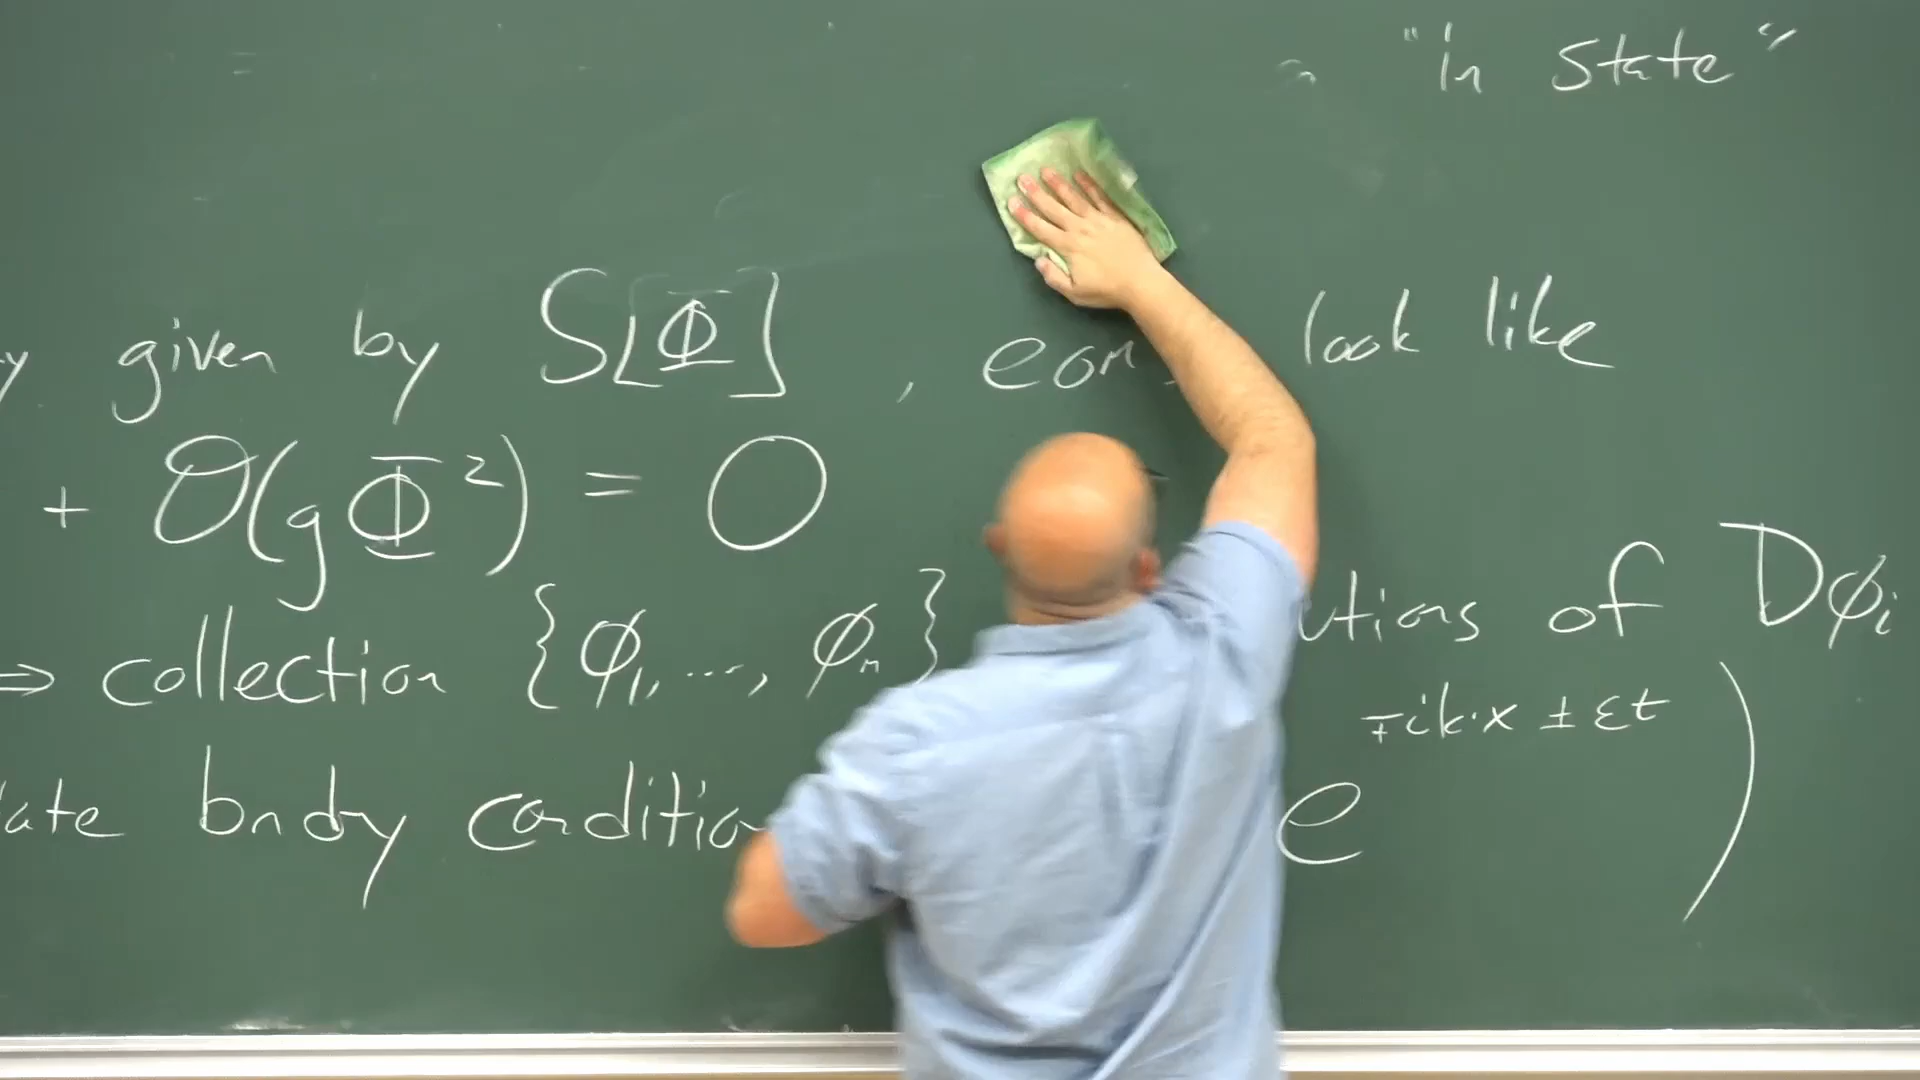 "in state"
y given by S[Φ], eom look like
+ O(gΦ²) = 0
⇒ collection {ϕ₁, ..., ϕₙ} utions of Dϕᵢ
∓ik·x ± εt )
ate bndy conditio e